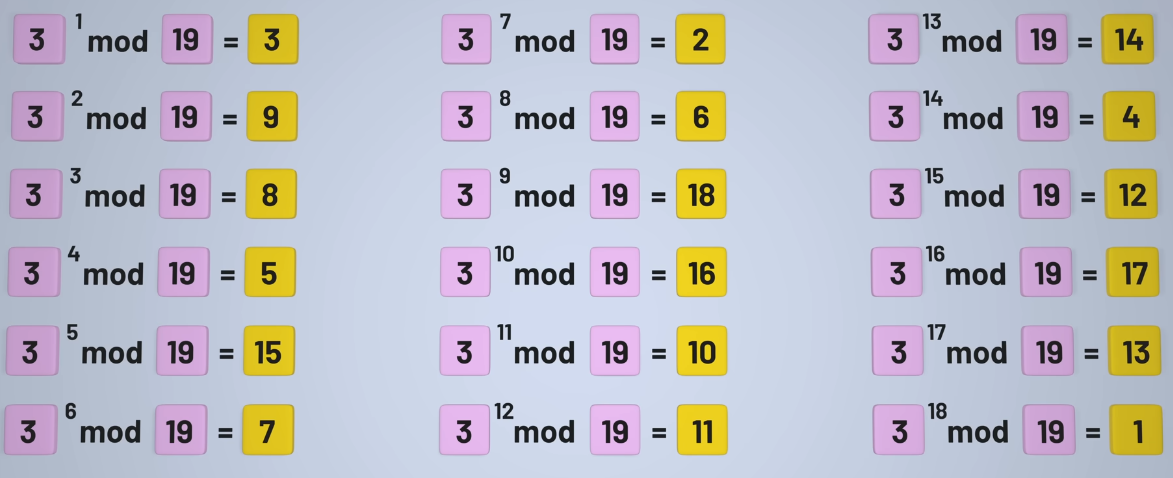 3^1 mod 19 = 3
3^2 mod 19 = 9
3^3 mod 19 = 8
3^4 mod 19 = 5
3^5 mod 19 = 15
3^6 mod 19 = 7
3^7 mod 19 = 2
3^8 mod 19 = 6
3^9 mod 19 = 18
3^10 mod 19 = 16
3^11 mod 19 = 10
3^12 mod 19 = 11
3^13 mod 19 = 14
3^14 mod 19 = 4
3^15 mod 19 = 12
3^16 mod 19 = 17
3^17 mod 19 = 13
3^18 mod 19 = 1